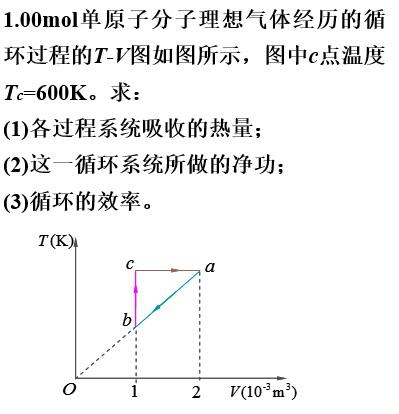 1.00mol单原子分子理想气体经历的循
环过程的T-V图如图所示，图中c点温度
Tc=600K。求：
(1)各过程系统吸收的热量；
(2)这一循环系统所做的净功；
(3)循环的效率。
T(K)
c
a
b
O
1
2
V(10⁻³m³)